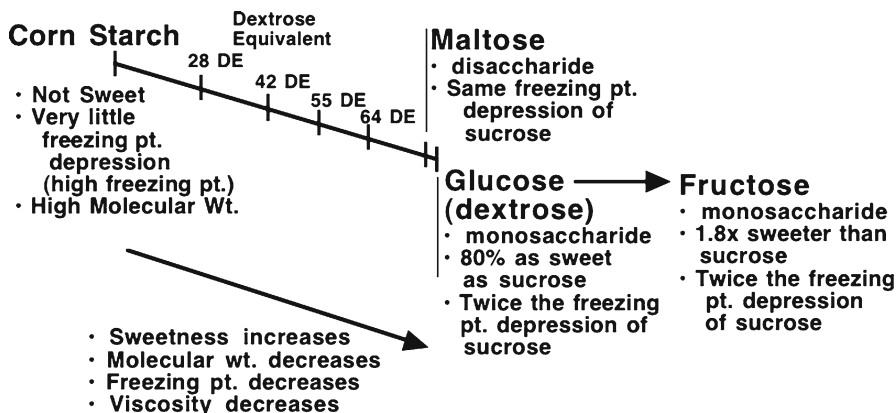 Corn Starch
Dextrose
Equivalent
28 DE
42 DE
55 DE
64 DE
· Not Sweet
· Very little
freezing pt.
depression
(high freezing pt.)
· High Molecular Wt.
Maltose
· disaccharide
· Same freezing pt.
depression of
sucrose
Glucose
(dextrose)
· monosaccharide
· 80% as sweet
as sucrose
· Twice the freezing
pt. depression of
sucrose
Fructose
· monosaccharide
· 1.8x sweeter than
sucrose
· Twice the freezing
pt. depression
of sucrose
· Sweetness increases
· Molecular wt. decreases
· Freezing pt. decreases
· Viscosity decreases